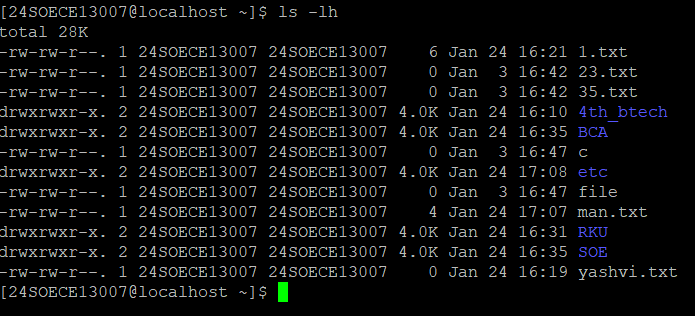 [24SOECE13007@localhost ~]$ ls -lh
total 28K
-rw-rw-r--. 1 24SOECE13007 24SOECE13007    6 Jan 24 16:21 1.txt
-rw-rw-r--. 1 24SOECE13007 24SOECE13007    0 Jan  3 16:42 23.txt
-rw-rw-r--. 1 24SOECE13007 24SOECE13007    0 Jan  3 16:42 35.txt
drwxrwxr-x. 2 24SOECE13007 24SOECE13007 4.0K Jan 24 16:10 4th_btech
drwxrwxr-x. 2 24SOECE13007 24SOECE13007 4.0K Jan 24 16:35 BCA
-rw-rw-r--. 1 24SOECE13007 24SOECE13007    0 Jan  3 16:47 c
drwxrwxr-x. 2 24SOECE13007 24SOECE13007 4.0K Jan 24 17:08 etc
-rw-rw-r--. 1 24SOECE13007 24SOECE13007    0 Jan  3 16:47 file
-rw-rw-r--. 1 24SOECE13007 24SOECE13007    4 Jan 24 17:07 man.txt
drwxrwxr-x. 2 24SOECE13007 24SOECE13007 4.0K Jan 24 16:31 RKU
drwxrwxr-x. 2 24SOECE13007 24SOECE13007 4.0K Jan 24 16:35 SOE
-rw-rw-r--. 1 24SOECE13007 24SOECE13007    0 Jan 24 16:19 yashvi.txt
[24SOECE13007@localhost ~]$